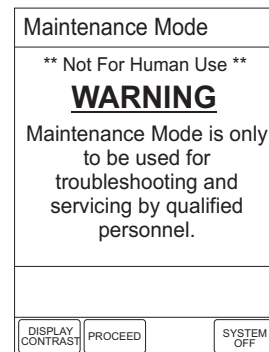 Maintenance Mode
** Not For Human Use **
WARNING
Maintenance Mode is only
to be used for
troubleshooting and
servicing by qualified
personnel.
DISPLAY
CONTRAST
PROCEED
SYSTEM
OFF